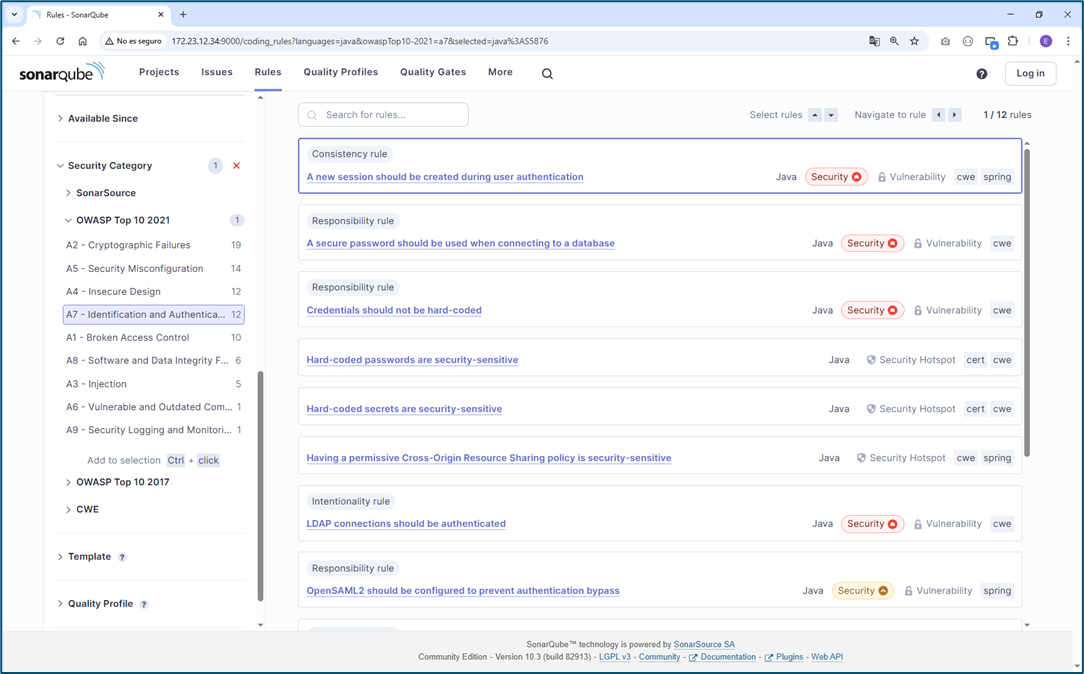 Rules - SonarQube
No es seguro
172.23.12.34:9000/coding_rules?languages=java&owaspTop10-2021=a7&selected=java%3AS5876
E
sonarqube
Projects
Issues
Rules
Quality Profiles
Quality Gates
More
?
Log in
Available Since
Security Category 1
SonarSource
OWASP Top 10 2021 1
A2 - Cryptographic Failures 19
A5 - Security Misconfiguration 14
A4 - Insecure Design 12
A7 - Identification and Authentica... 12
A1 - Broken Access Control 10
A8 - Software and Data Integrity F... 6
A3 - Injection 5
A6 - Vulnerable and Outdated Com... 1
A9 - Security Logging and Monitori... 1
Add to selection Ctrl + click
OWASP Top 10 2017
CWE
Template ?
Quality Profile ?
Search for rules...
Select rules
Navigate to rule
1 / 12 rules
Consistency rule
A new session should be created during user authentication Java Security Vulnerability cwe spring
Responsibility rule
A secure password should be used when connecting to a database Java Security Vulnerability cwe
Responsibility rule
Credentials should not be hard-coded Java Security Vulnerability cwe
Hard-coded passwords are security-sensitive Java Security Hotspot cert cwe
Hard-coded secrets are security-sensitive Java Security Hotspot cert cwe
Having a permissive Cross-Origin Resource Sharing policy is security-sensitive Java Security Hotspot cwe spring
Intentionality rule
LDAP connections should be authenticated Java Security Vulnerability cwe
Responsibility rule
OpenSAML2 should be configured to prevent authentication bypass Java Security Vulnerability spring
SonarQube™ technology is powered by SonarSource SA
Community Edition - Version 10.3 (build 82913) - LGPL v3 - Community - Documentation - Plugins - Web API